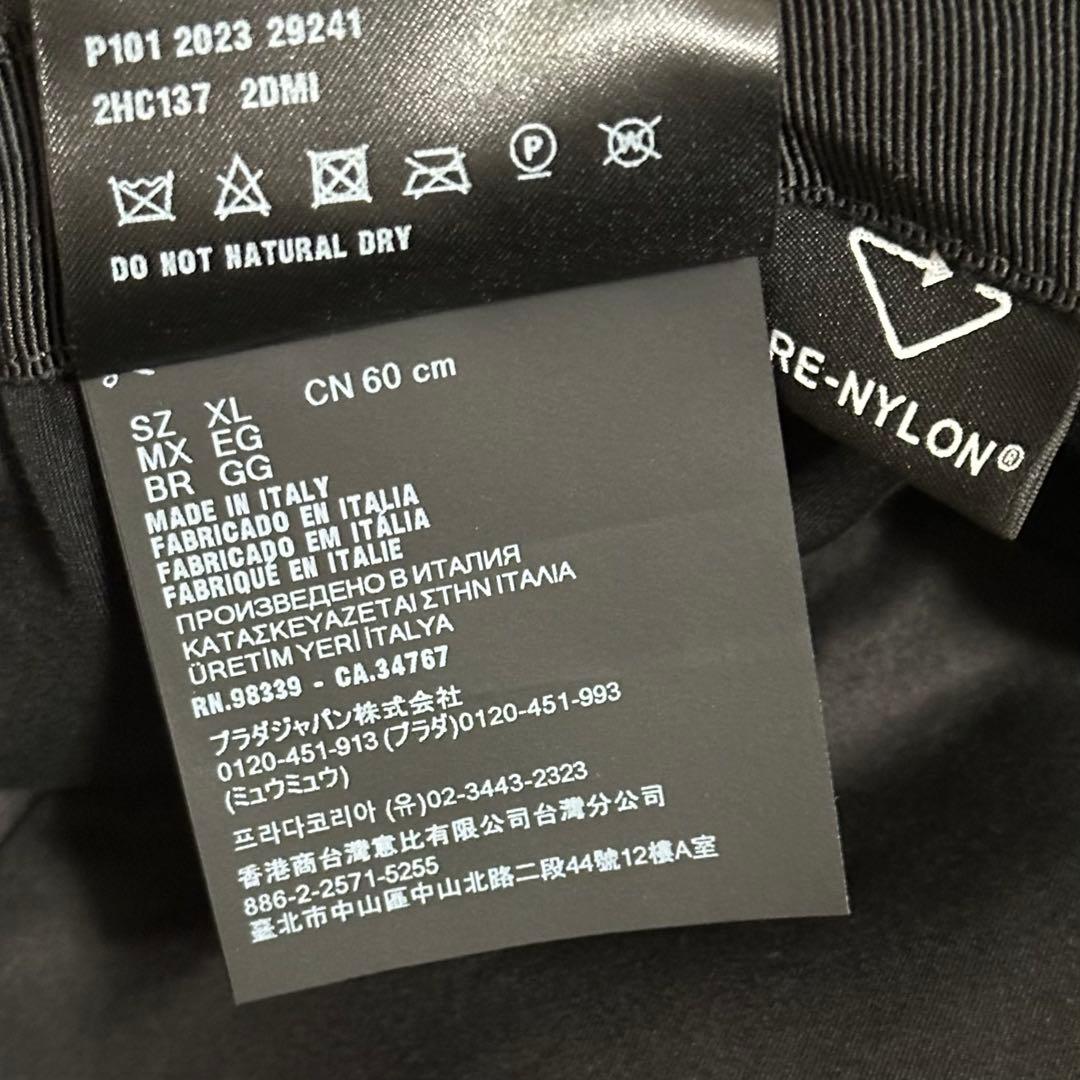 P101 2023 29241
2HC137 2DMI
P
W
DO NOT NATURAL DRY
RE-NYLON®
CN 60 cm
SZ XL
MX EG
BR GG
MADE IN ITALY
FABRICADO EN ITALIA
FABRICADO EM ITÁLIA
FABRIQUÉ EN ITALIE
ПРОИЗВЕДЕНО В ИТАЛИЯ
ΚΑΤΑΣΚΕΥΑΖΕΤΑΙ ΣΤΗΝ ΙΤΑΛΙΑ
ÜRETİM YERİ İTALYA
RN.98339 - CA.34767
プラダジャパン株式会社
0120-451-913 (プラダ)0120-451-993
(ミュウミュウ)
프라다코리아 (유)02-3443-2323
香港商台灣惠比有限公司台灣分公司
886-2-2571-5255
臺北市中山區中山北路二段44號12樓A室